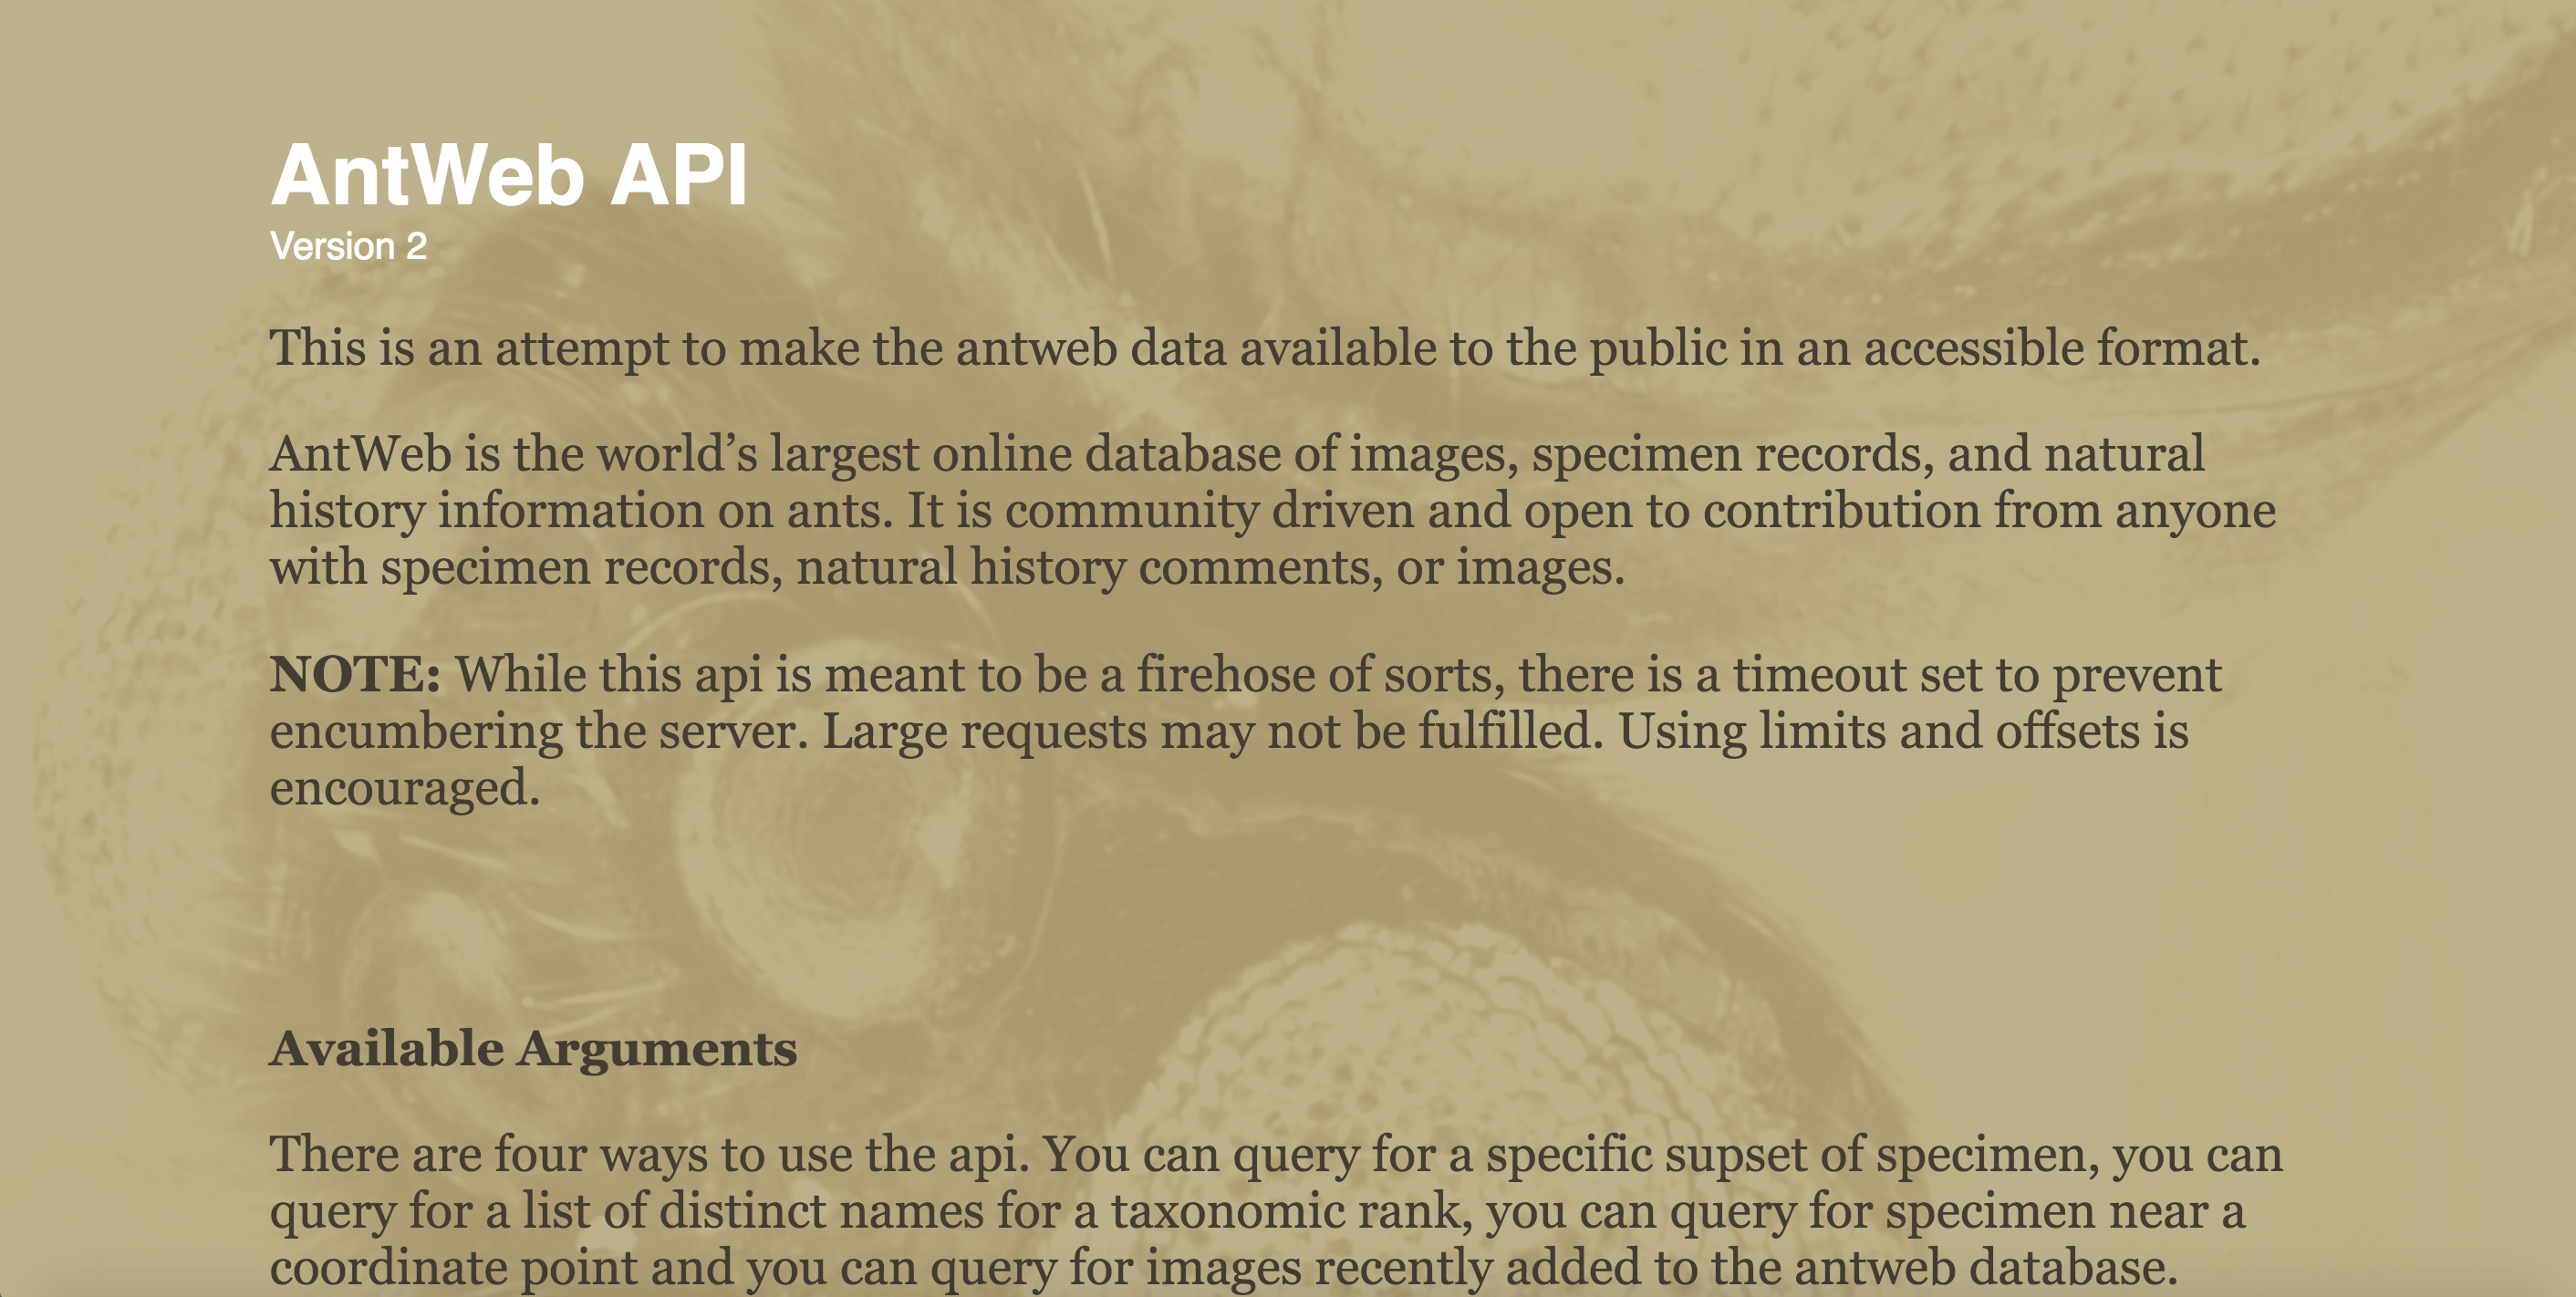 AntWeb API
Version 2
This is an attempt to make the antweb data available to the public in an accessible format.
AntWeb is the world’s largest online database of images, specimen records, and natural
history information on ants. It is community driven and open to contribution from anyone
with specimen records, natural history comments, or images.
NOTE: While this api is meant to be a firehose of sorts, there is a timeout set to prevent
encumbering the server. Large requests may not be fulfilled. Using limits and offsets is
encouraged.
Available Arguments
There are four ways to use the api. You can query for a specific supset of specimen, you can
query for a list of distinct names for a taxonomic rank, you can query for specimen near a
coordinate point and you can query for images recently added to the antweb database.